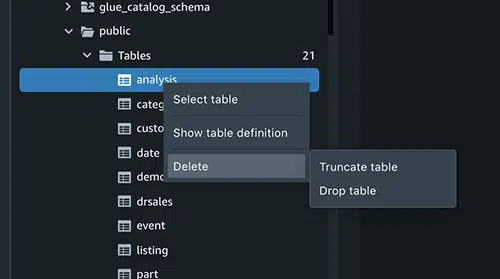 glue_catalog_schema
public
Tables 21
analysis
Select table
categ
Show table definition
custo
date
Delete
Truncate table
demo
Drop table
drsales
event
listing
part